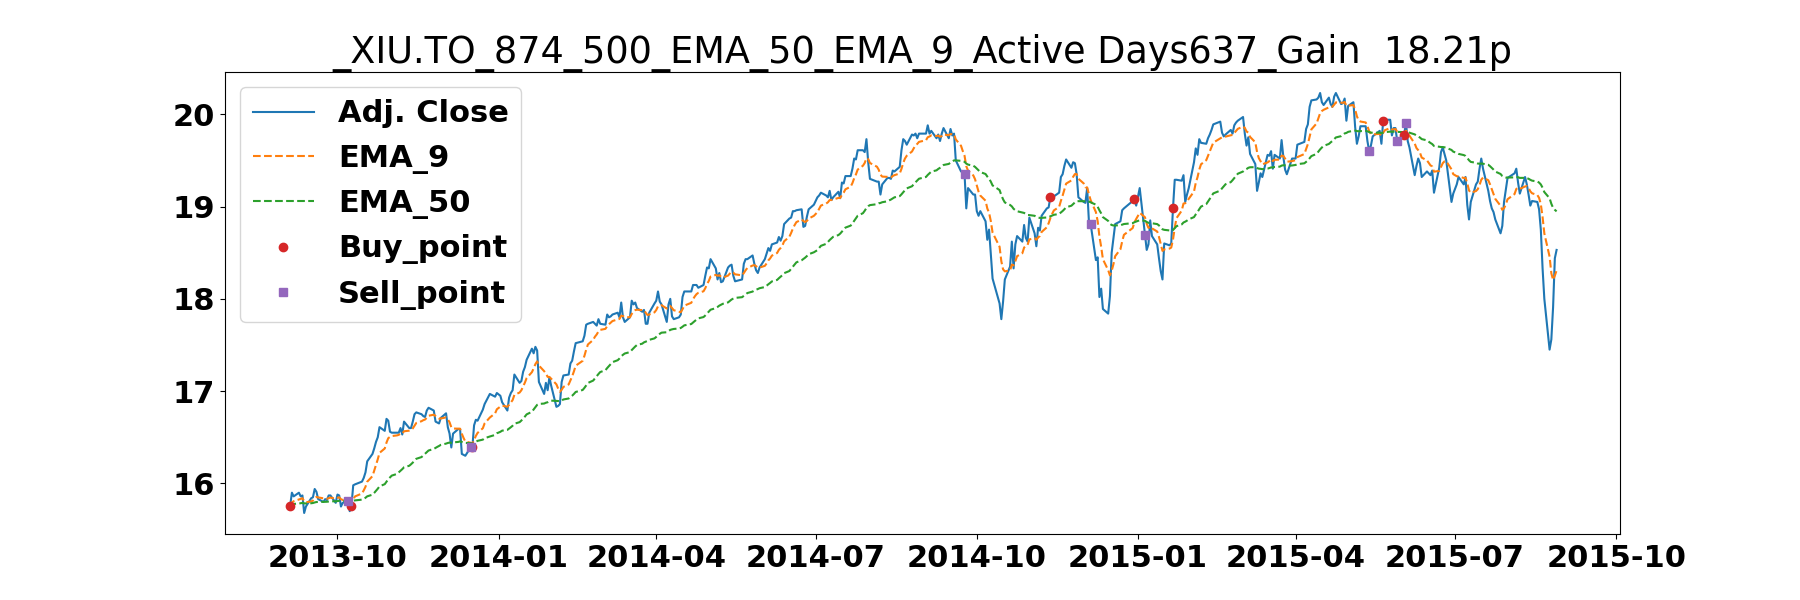 _XIU.TO_874_500_EMA_50_EMA_9_Active Days637_Gain  18.21p
Adj. Close
EMA_9
EMA_50
Buy_point
Sell_point
20
19
18
17
16
2013-10 2014-01 2014-04 2014-07 2014-10 2015-01 2015-04 2015-07 2015-10